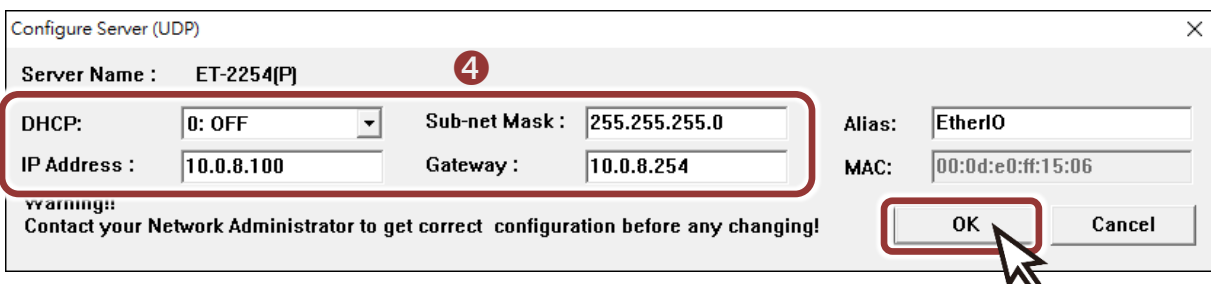 Configure Server (UDP)
Server Name : ET-2254(P)
4
DHCP: 0: OFF Sub-net Mask : 255.255.255.0 Alias: EtherIO
IP Address : 10.0.8.100 Gateway : 10.0.8.254 MAC: 00:0d:e0:ff:15:06
Warning!!
Contact your Network Administrator to get correct configuration before any changing!
OK Cancel